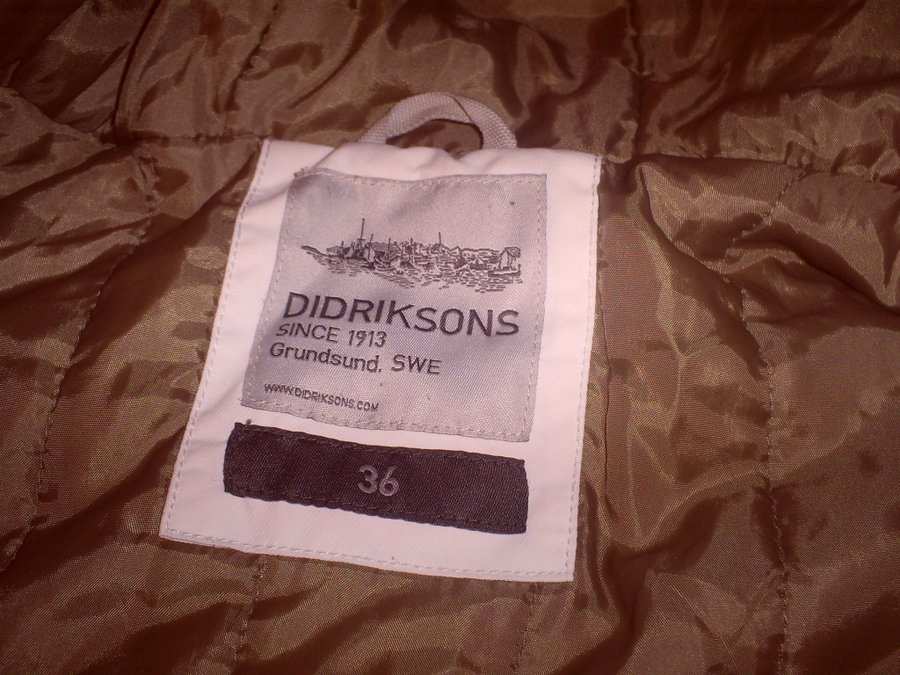 DIDRIKSONS
SINCE 1913
Grundsund, SWE
WWW.DIDRIKSONS.COM
36